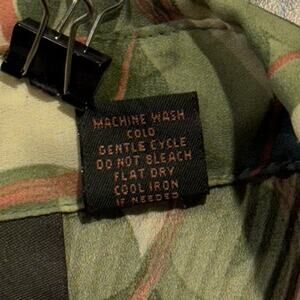 MACHINE WASH
COLD
GENTLE CYCLE
DO NOT BLEACH
FLAT DRY
COOL IRON
IF NEEDED